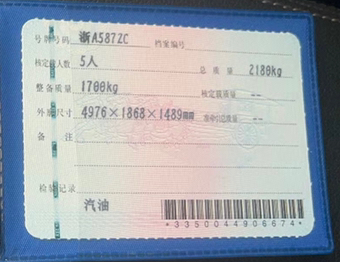 号牌号码 浙A587ZC 档案编号
核定载人数 5人 总质量 2180kg
整备质量 1700kg 核定载质量 --
外廓尺寸 4976×1868×1489mm 准牵引总质量 --
备注
检验记录
汽油
*3350044906674*